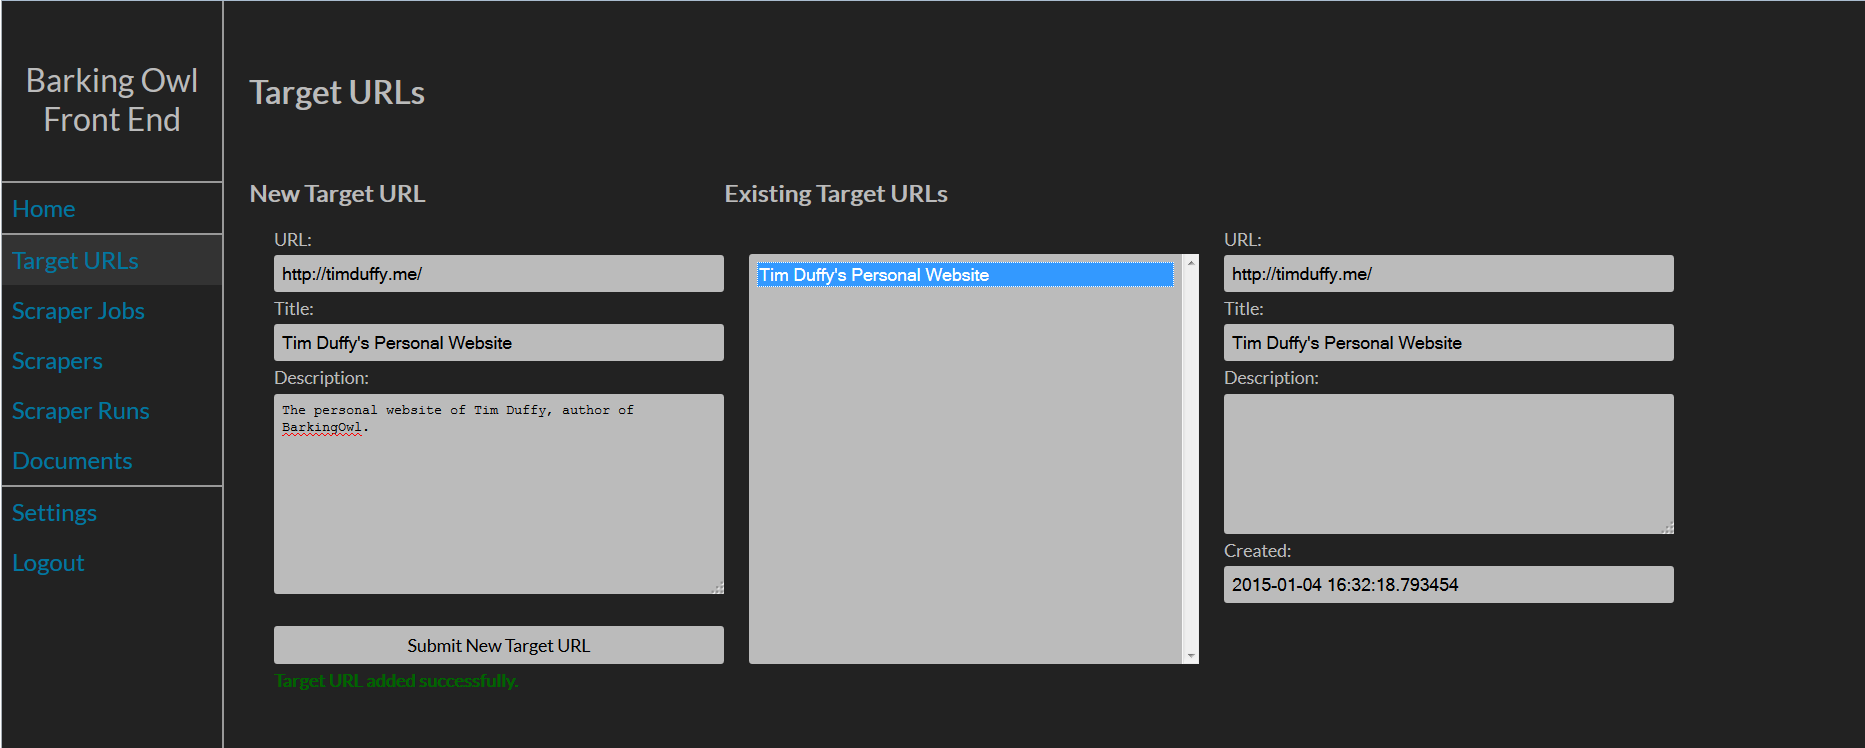 Barking Owl
Front End
Home
Target URLs
Scraper Jobs
Scrapers
Scraper Runs
Documents
Settings
Logout
Target URLs
New Target URL
URL:
http://timduffy.me/
Title:
Tim Duffy's Personal Website
Description:
The personal website of Tim Duffy, author of
BarkingOwl.
Submit New Target URL
Target URL added successfully.
Existing Target URLs
Tim Duffy's Personal Website
URL:
http://timduffy.me/
Title:
Tim Duffy's Personal Website
Description:
Created:
2015-01-04 16:32:18.793454